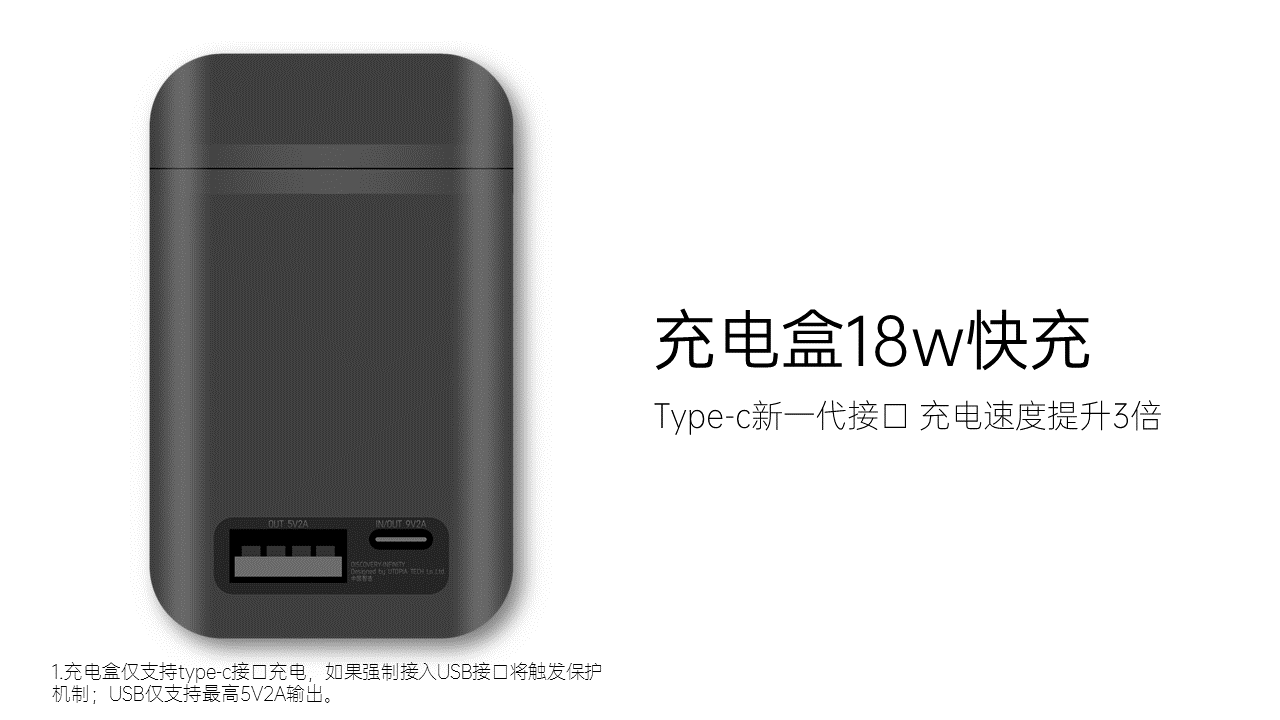 充电盒18w快充
Type-c新一代接口 充电速度提升3倍
OUT 5V2A
IN/OUT 9V2A
DISCOVERY-INFINITY
Designed by UTOPIA TECH Co.Ltd.
中国智造
1.充电盒仅支持type-c接口充电，如果强制接入USB接口将触发保护
机制；USB仅支持最高5V2A输出。